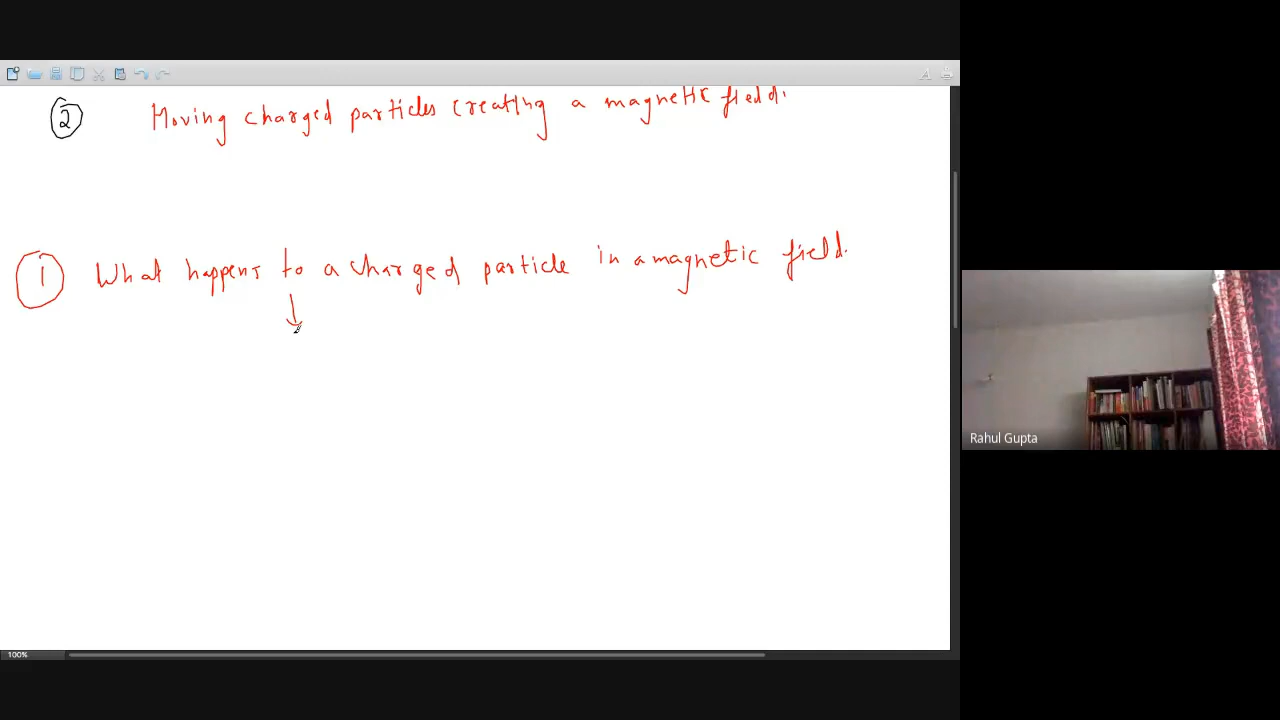 2 Moving charged particles creating a magnetic field.
1 What happens to a charged particle in a magnetic field.
Rahul Gupta
100%